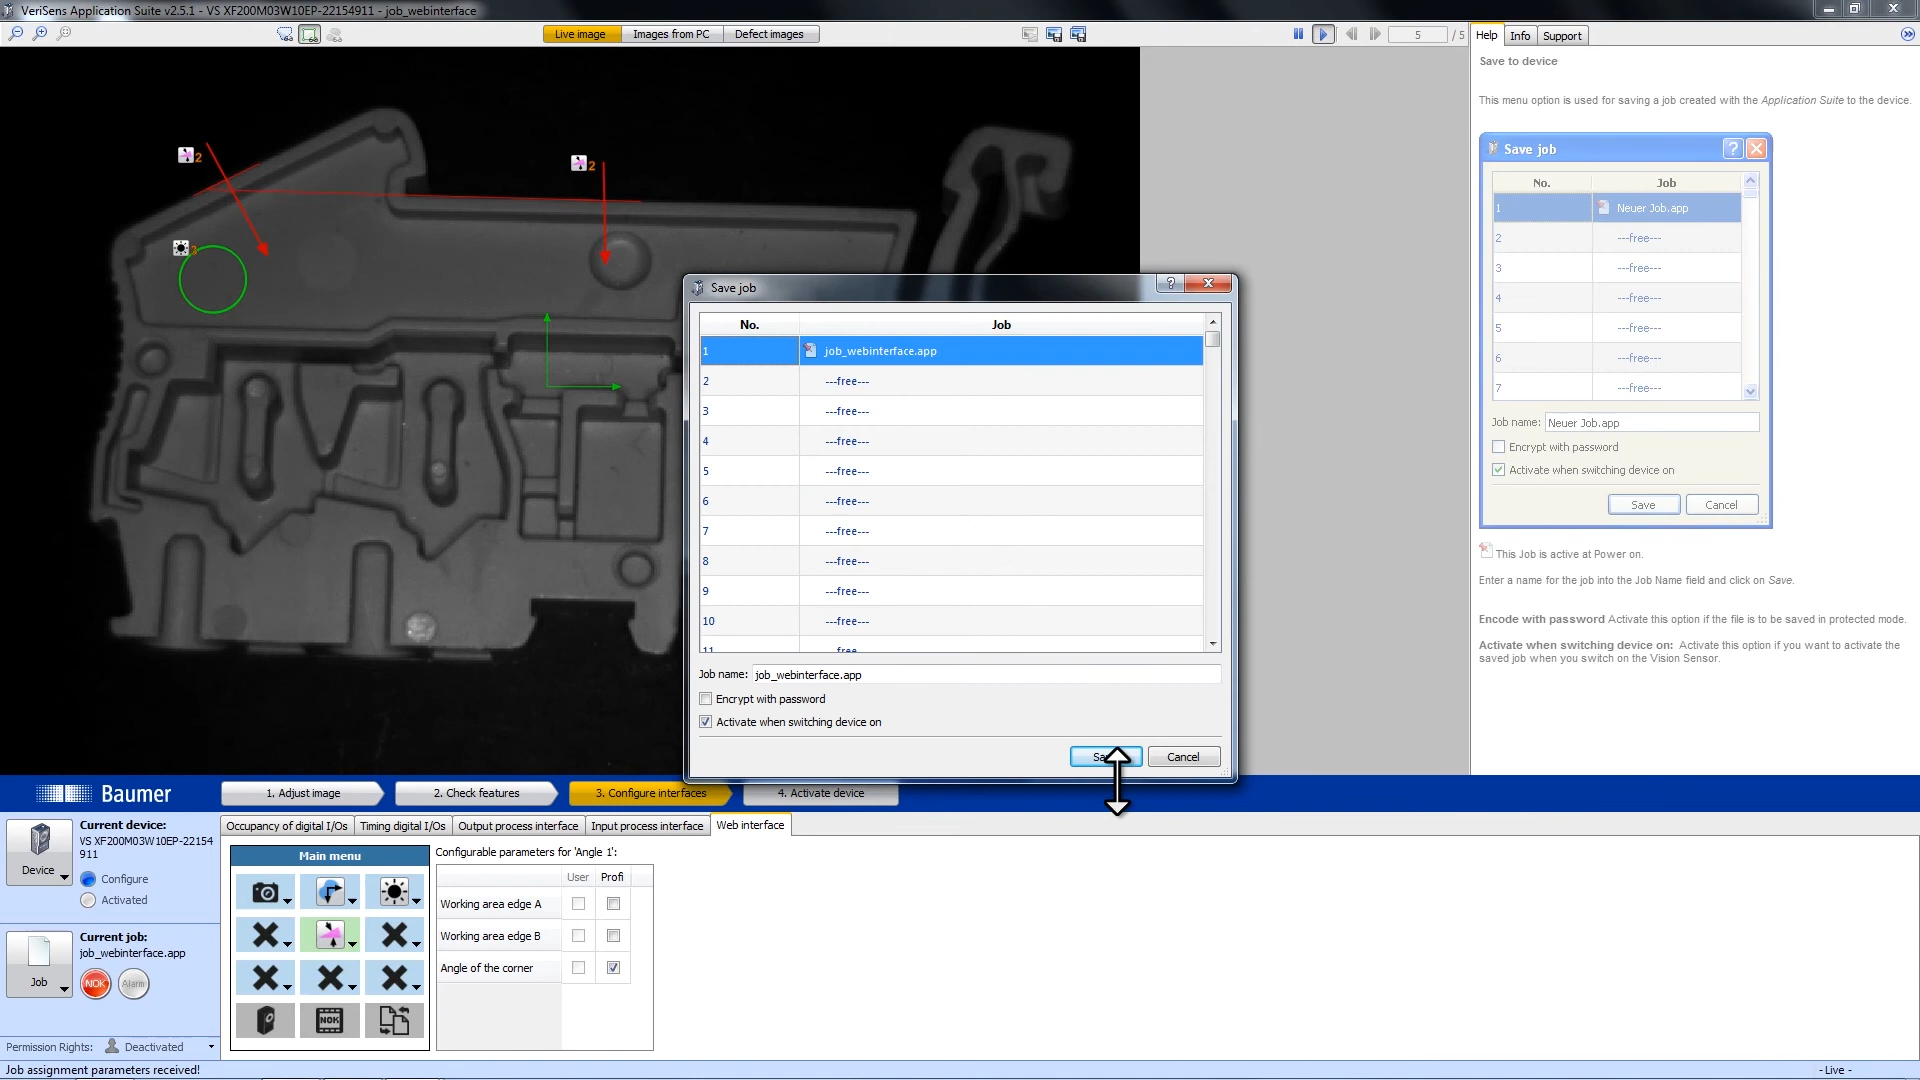 VeriSens Application Suite v2.5.1 - VS XF200M03W10EP-22154911 - job_webinterface
Live image
Images from PC
Defect images
5
/ 5
Help
Info
Support
Save to device
This menu option is used for saving a job created with the Application Suite to the device.
Save job
No.
Job
1
Neuer Job.app
2
---free---
3
---free---
4
---free---
5
---free---
6
---free---
7
---free---
Job name:
Neuer Job.app
Encrypt with password
Activate when switching device on
Save
Cancel
This Job is active at Power on.
Enter a name for the job into the Job Name field and click on Save.
Encode with password Activate this option if the file is to be saved in protected mode.
Activate when switching device on: Activate this option if you want to activate the
saved job when you switch on the Vision Sensor.
2
2
Save job
No.
Job
1
job_webinterface.app
2
---free---
3
---free---
4
---free---
5
---free---
6
---free---
7
---free---
8
---free---
9
---free---
10
---free---
Job name:
job_webinterface.app
Encrypt with password
Activate when switching device on
Cancel
Baumer
1. Adjust image
2. Check features
3. Configure interfaces
4. Activate device
Device
Current device:
VS XF200M03W10EP-22154
911
Configure
Activated
Job
Current job:
job_webinterface.app
NOK
Alarm
Permission Rights:
Deactivated
Occupancy of digital I/Os
Timing digital I/Os
Output process interface
Input process interface
Web interface
Main menu
NOK
Configurable parameters for 'Angle 1':
User
Profi
Working area edge A
Working area edge B
Angle of the corner
Job assignment parameters received!
- Live -